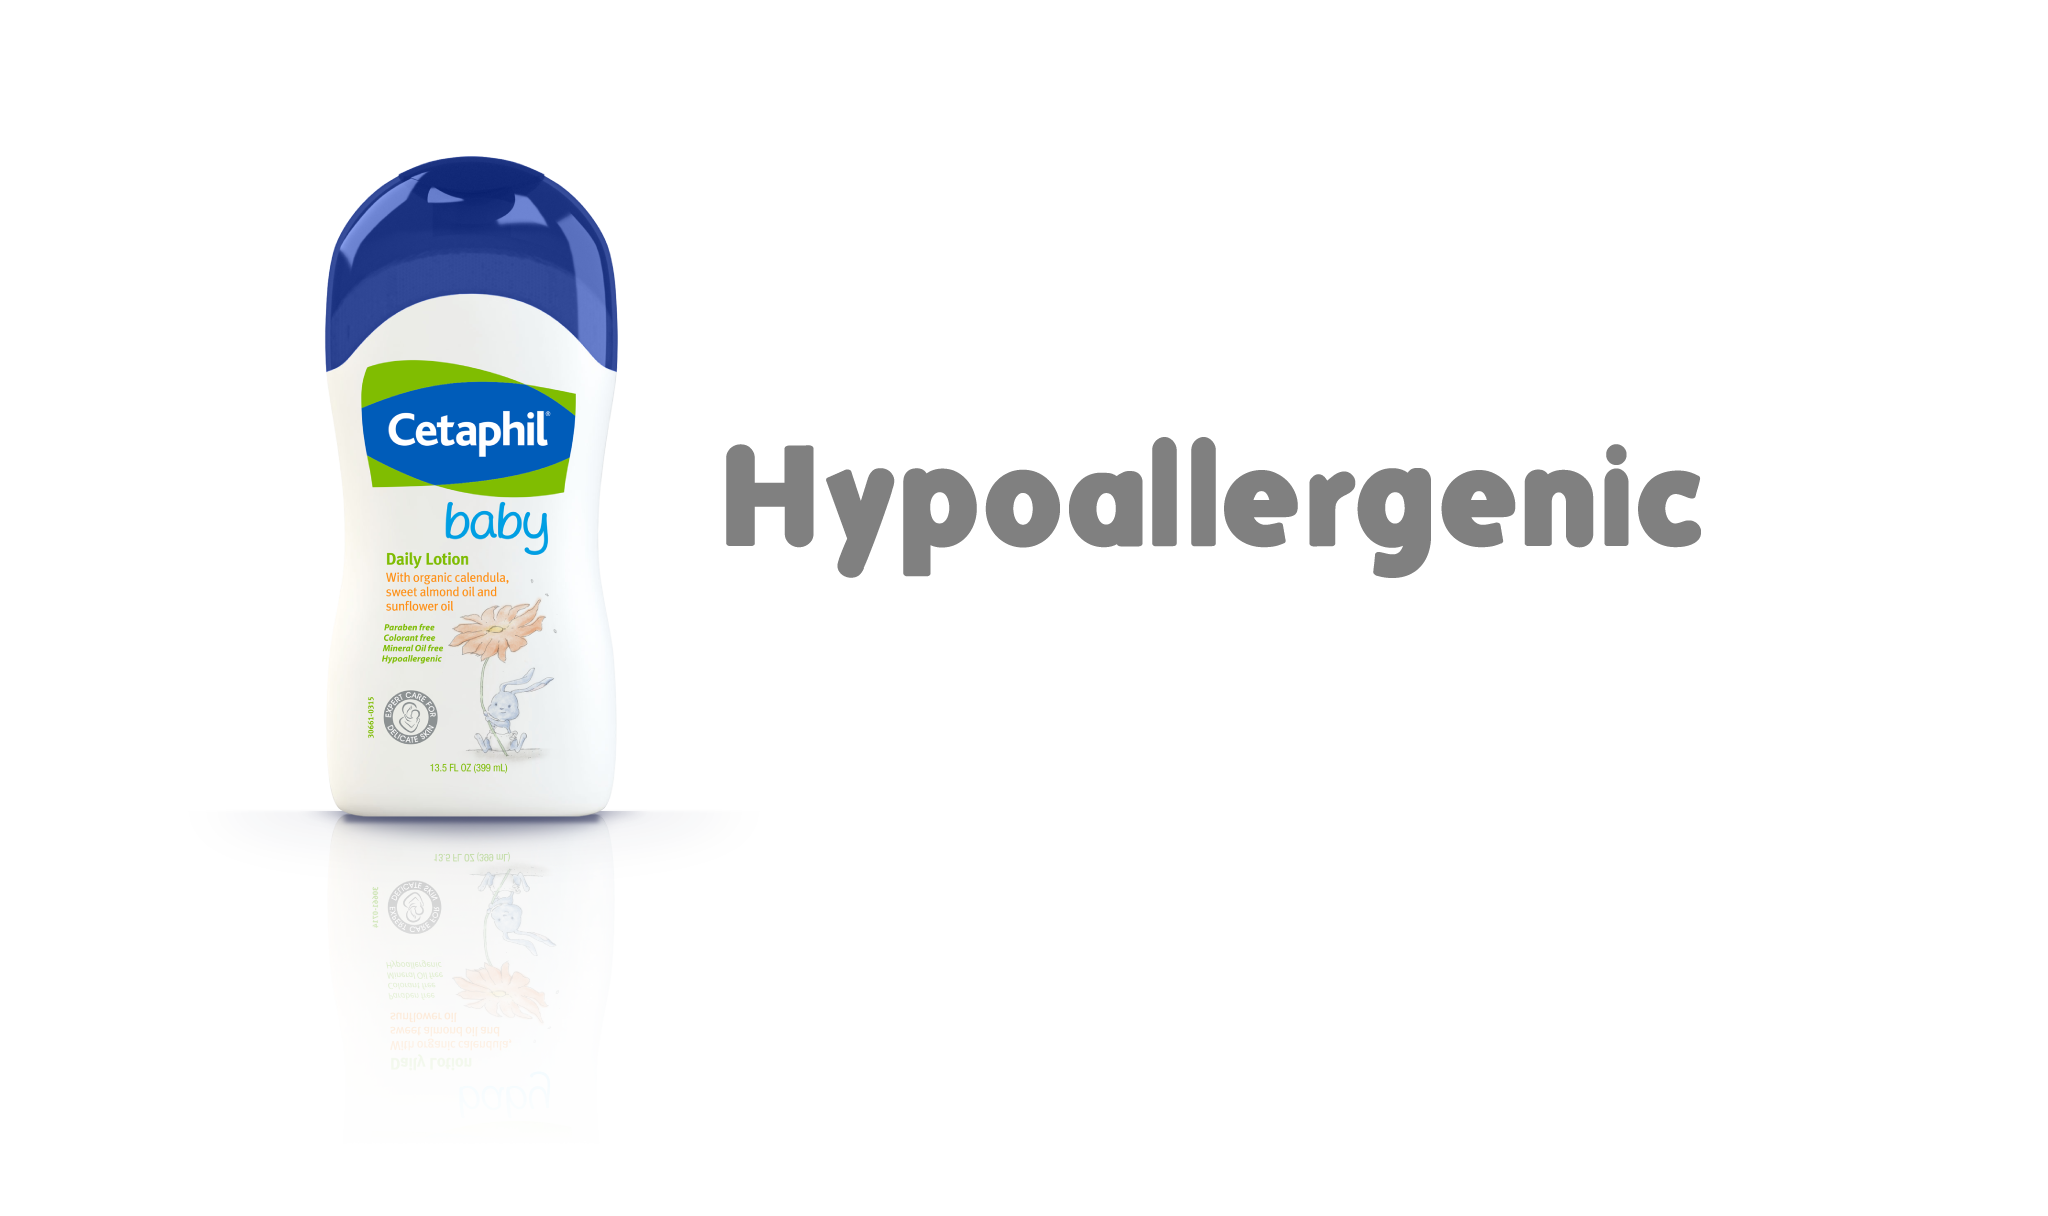 Cetaphil®
baby
Daily Lotion
With organic calendula,
sweet almond oil and
sunflower oil
Paraben free
Colorant free
Mineral Oil free
Hypoallergenic
30661-0315
EXPERT CARE FOR
DELICATE SKIN
13.5 FL OZ (399 mL)
Hypoallergenic